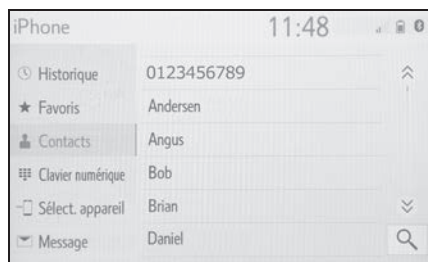 iPhone 11:48
Historique
Favoris
Contacts
Clavier numérique
Sélect. appareil
Message
0123456789
Andersen
Angus
Bob
Brian
Daniel